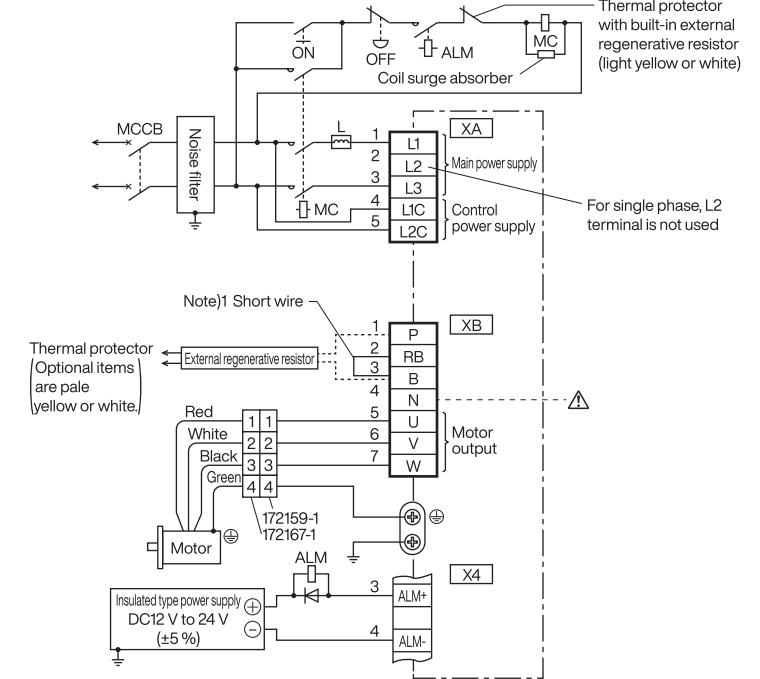 Thermal protector
with built-in external
regenerative resistor
(light yellow or white)
ON
OFF
ALM
MC
Coil surge absorber
MCCB
Noise filter
L
MC
1
2
3
4
5
L1
L2
L3
L1C
L2C
XA
Main power supply
Control
power supply
For single phase, L2
terminal is not used
Note)1 Short wire
XB
1
2
3
4
5
6
7
P
RB
B
N
U
V
W
Thermal protector
(Optional items
are pale
yellow or white.)
External regenerative resistor
Motor
output
Red
White
Black
Green
1 1
2 2
3 3
4 4
172159-1
172167-1
Motor
ALM
X4
3
4
ALM+
ALM-
Insulated type power supply
DC12 V to 24 V
(±5 %)
+
−